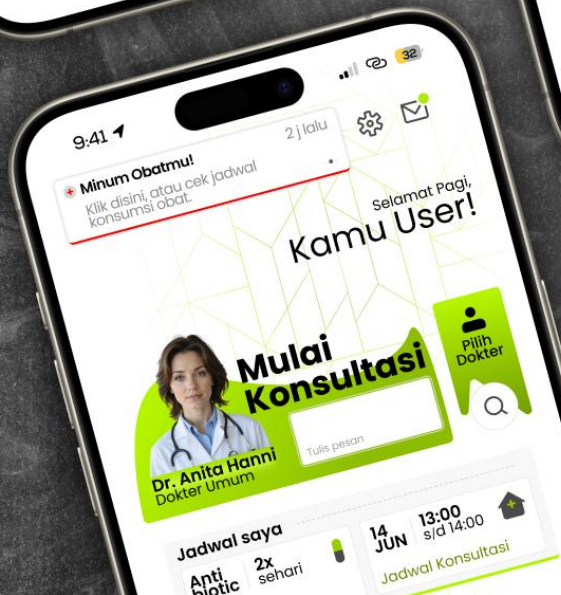 9:41
32
Minum Obatmu!
2 j lalu
Klik disini, atau cek jadwal
konsumsi obat.
Selamat Pagi,
Kamu User!
Mulai
Konsultasi
Tulis pesan
Dr. Anita Hanni
Dokter Umum
Pilih
Dokter
Jadwal saya
Anti
biotic
2x
sehari
14
JUN
13:00
s/d 14:00
Jadwal Konsultasi